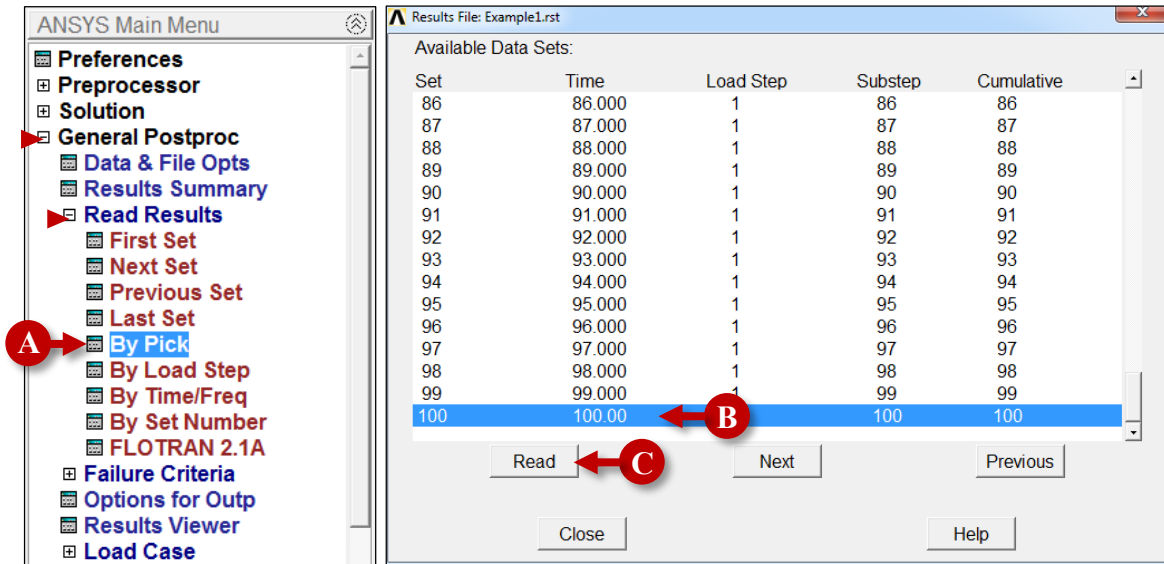 ANSYS Main Menu
Preferences
Preprocessor
Solution
General Postproc
Data & File Opts
Results Summary
Read Results
First Set
Next Set
Previous Set
Last Set
A
By Pick
By Load Step
By Time/Freq
By Set Number
FLOTRAN 2.1A
Failure Criteria
Options for Outp
Results Viewer
Load Case
Results File: Example1.rst
Available Data Sets:
Set Time Load Step Substep Cumulative
86 86.000 1 86 86
87 87.000 1 87 87
88 88.000 1 88 88
89 89.000 1 89 89
90 90.000 1 90 90
91 91.000 1 91 91
92 92.000 1 92 92
93 93.000 1 93 93
94 94.000 1 94 94
95 95.000 1 95 95
96 96.000 1 96 96
97 97.000 1 97 97
98 98.000 1 98 98
99 99.000 1 99 99
100 100.00 B 100 100
Read C Next Previous
Close Help